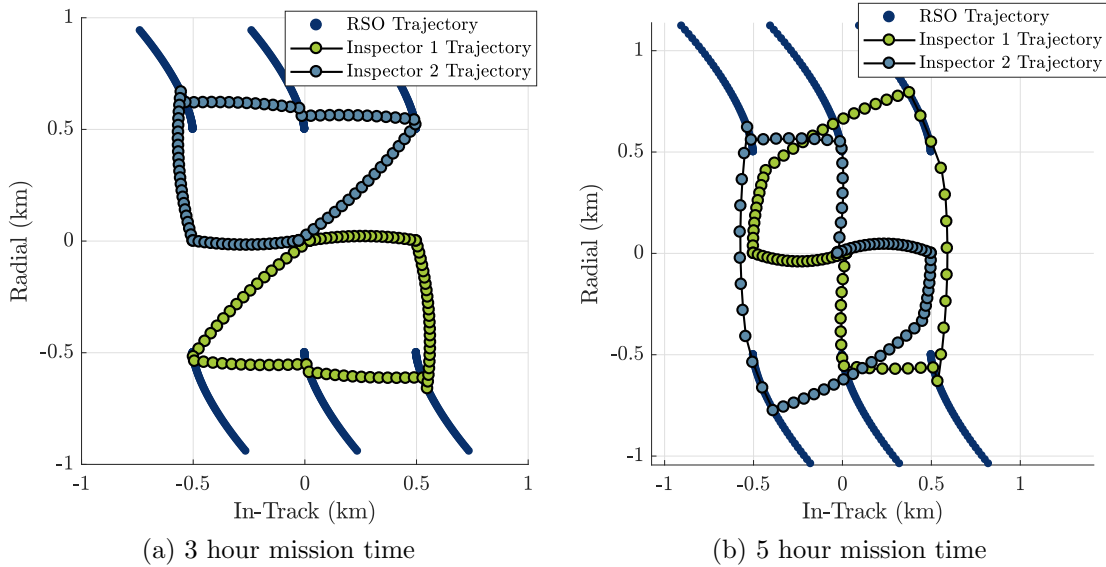 RSO Trajectory
Inspector 1 Trajectory
Inspector 2 Trajectory
1
0.5
0
-0.5
-1
Radial (km)
-1
-0.5
0
0.5
1
In-Track (km)
(a) 3 hour mission time
RSO Trajectory
Inspector 1 Trajectory
Inspector 2 Trajectory
1
0.5
0
-0.5
-1
Radial (km)
-1
-0.5
0
0.5
1
In-Track (km)
(b) 5 hour mission time